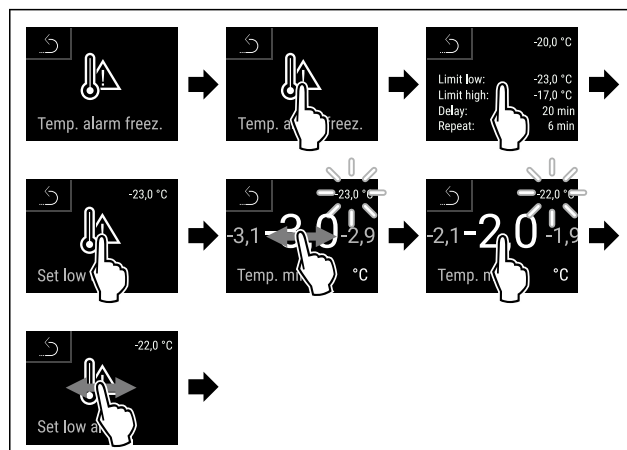 Temp. alarm freez.
Temp. a freez.
-20,0 °C
Limit low: -23,0 °C
Limit high: -17,0 °C
Delay: 20 min
Repeat: 6 min
-23,0 °C
Set low
-23,0 °C
-3,1 -3,0 -2,9
Temp. m °C
-22,0 °C
-2,1 -2,0 -1,9
Temp. m °C
-22,0 °C
Set low a